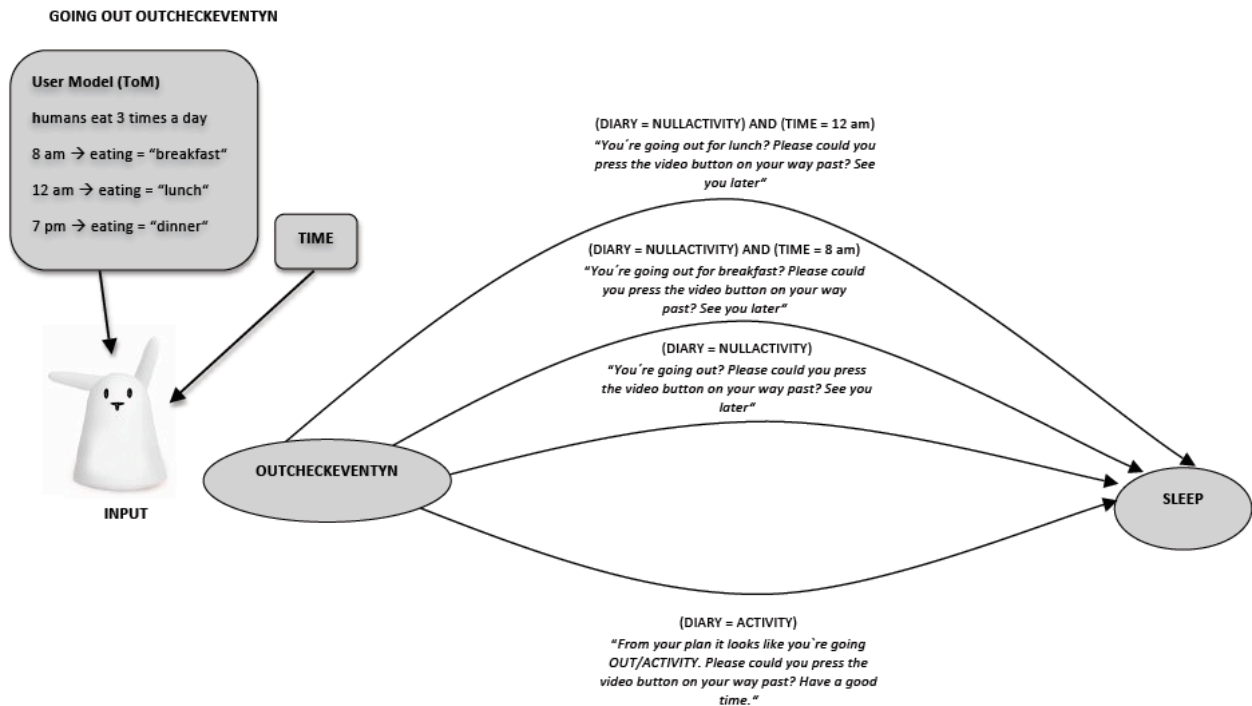 GOING OUT OUTCHECKEVENTYN
User Model (ToM)
humans eat 3 times a day
8 am → eating = “breakfast“
12 am → eating = “lunch“
7 pm → eating = “dinner“
TIME
INPUT
(DIARY = NULLACTIVITY) AND (TIME = 12 am)
“You´re going out for lunch? Please could you
press the video button on your way past? See
you later“
(DIARY = NULLACTIVITY) AND (TIME = 8 am)
“You´re going out for breakfast? Please could
you press the video button on your way
past? See you later“
(DIARY = NULLACTIVITY)
“You´re going out? Please could you press
the video button on your way past? See you
later“
OUTCHECKEVENTYN
SLEEP
(DIARY = ACTIVITY)
“From your plan it looks like you`re going
OUT/ACTIVITY. Please could you press the
video button on your way past? Have a good
time.“